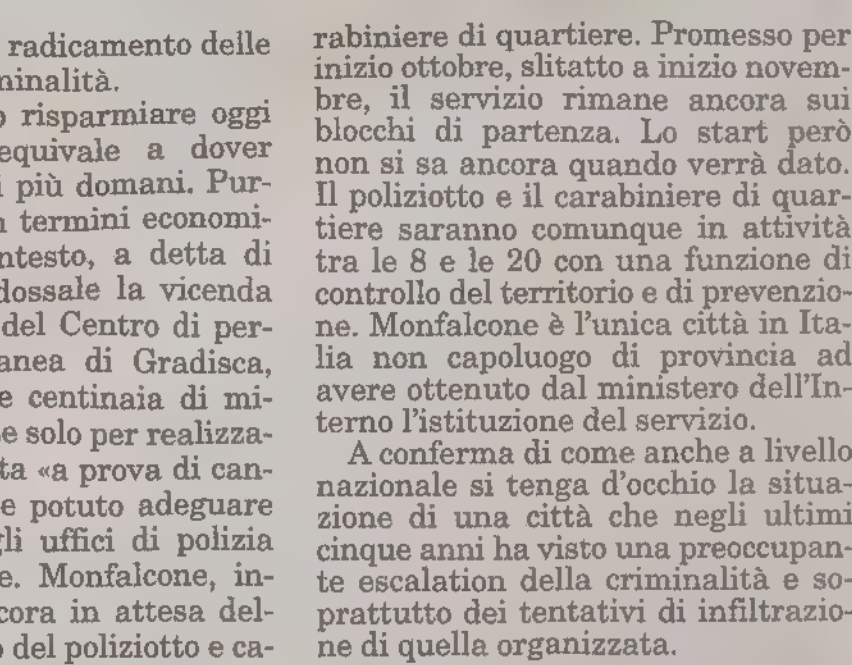 radicamento delle
minalità.
risparmiare oggi
equivale a dover
più domani. Pur-
termini economi-
ntesto, a detta di
dossale la vicenda
del Centro di per-
anea di Gradisca,
e centinaia di mi-
e solo per realizza-
ta «a prova di can-
e potuto adeguare
gli uffici di polizia
e. Monfalcone, in-
cora in attesa del-
del poliziotto e ca-
rabiniere di quartiere. Promesso per
inizio ottobre, slitatto a inizio novem-
bre, il servizio rimane ancora sui
blocchi di partenza. Lo start però
non si sa ancora quando verrà dato.
Il poliziotto e il carabiniere di quar-
tiere saranno comunque in attività
tra le 8 e le 20 con una funzione di
controllo del territorio e di prevenzio-
ne. Monfalcone è l'unica città in Ita-
lia non capoluogo di provincia ad
avere ottenuto dal ministero dell'In-
terno l'istituzione del servizio.
A conferma di come anche a livello
nazionale si tenga d'occhio la situa-
zione di una città che negli ultimi
cinque anni ha visto una preoccupan-
te escalation della criminalità e so-
prattutto dei tentativi di infiltrazio-
ne di quella organizzata.